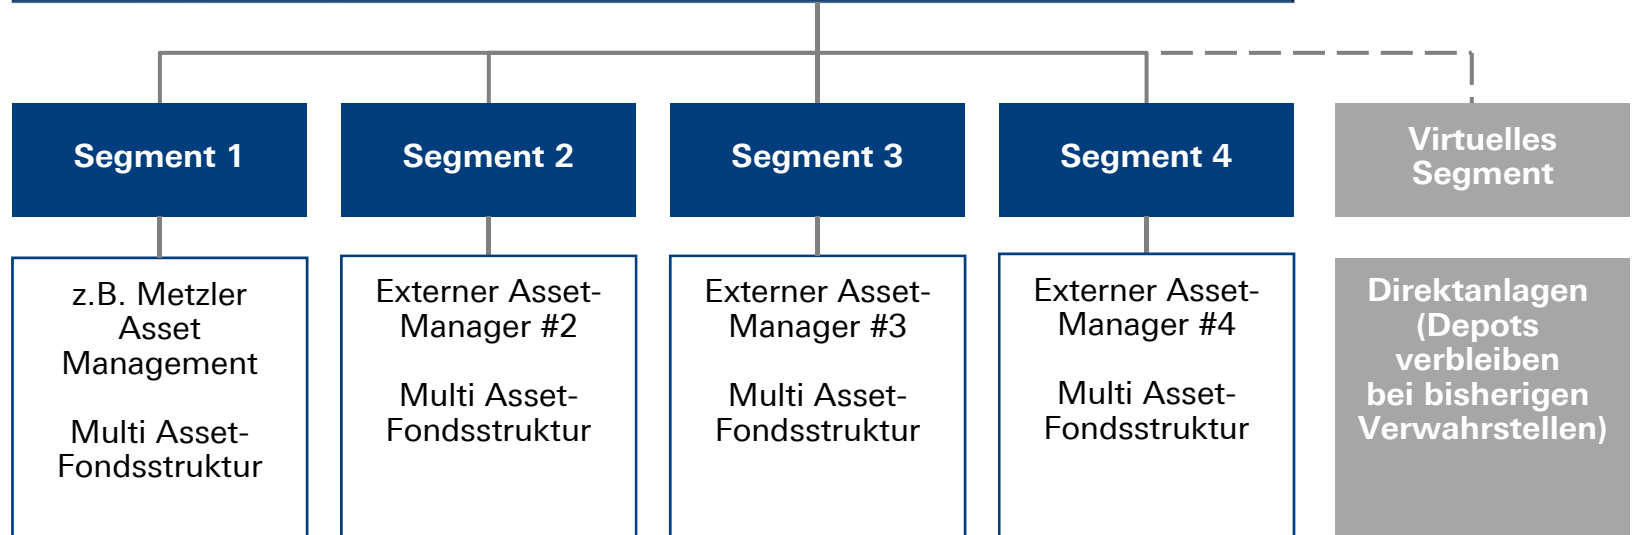 Segment 1
Segment 2
Segment 3
Segment 4
Virtuelles
Segment
z.B. Metzler
Asset
Management
Multi Asset-
Fondsstruktur
Externer Asset-
Manager #2
Multi Asset-
Fondsstruktur
Externer Asset-
Manager #3
Multi Asset-
Fondsstruktur
Externer Asset-
Manager #4
Multi Asset-
Fondsstruktur
Direktanlagen
(Depots
verbleiben
bei bisherigen
Verwahrstellen)